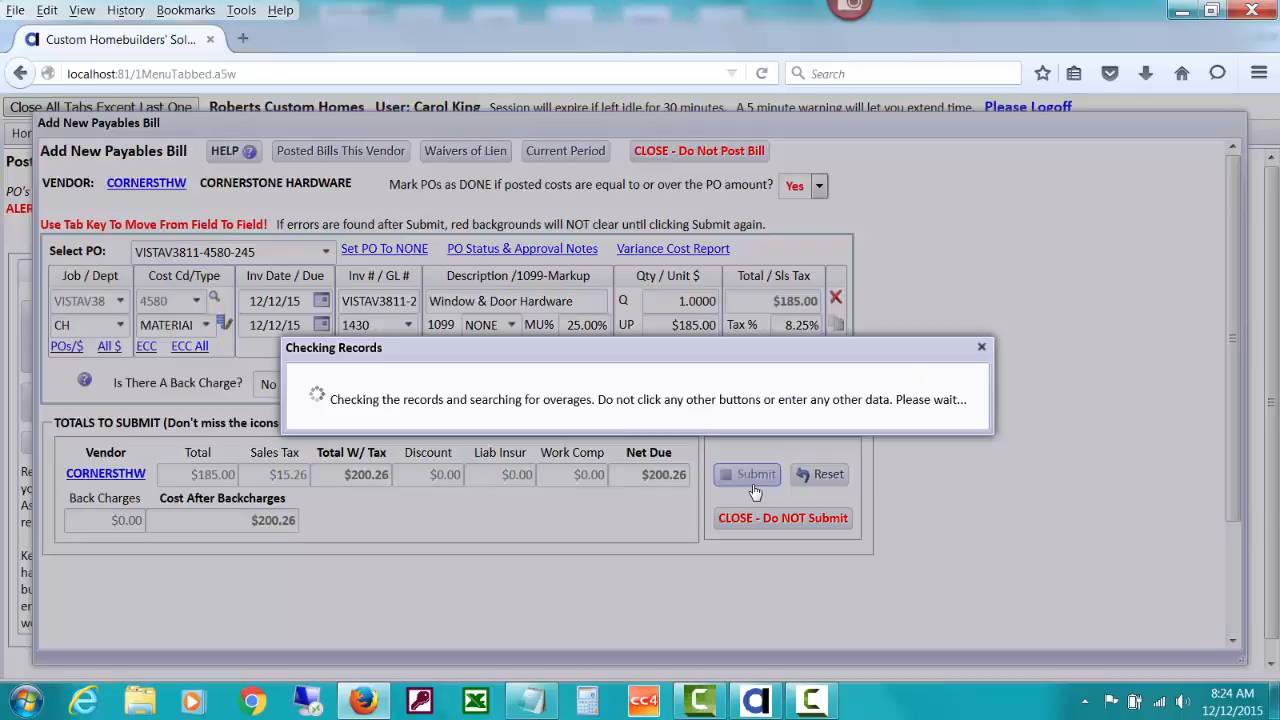 File Edit View History Bookmarks Tools Help
Custom Homebuilders' Sol... × +
localhost:81/1MenuTabbed.a5w Search
Close All Tabs Except Last One Roberts Custom Homes User: Carol King Session will expire if left idle for 30 minutes. A 5 minute warning will let you extend time. Please Logoff
Add New Payables Bill
Add New Payables Bill HELP ? Posted Bills This Vendor Waivers of Lien Current Period CLOSE - Do Not Post Bill
VENDOR: CORNERSTHW CORNERSTONE HARDWARE Mark POs as DONE if posted costs are equal to or over the PO amount? Yes
Use Tab Key To Move From Field To Field! If errors are found after Submit, red backgrounds will NOT clear until clicking Submit again.
Select PO: VISTAV3811-4580-245 Set PO To NONE PO Status & Approval Notes Variance Cost Report
Job / Dept Cost Cd/Type Inv Date / Due Inv # / GL # Description /1099-Markup Qty / Unit $ Total / Sls Tax
VISTAV38 4580 12/12/15 VISTAV3811-2 Window & Door Hardware Q 1.0000 $185.00
CH MATERIAL 12/12/15 1430 1099 NONE MU% 25.00% UP $185.00 Tax % 8.25%
POs/$ All $ ECC ECC All
Checking Records
Is There A Back Charge? No
Checking the records and searching for overages. Do not click any other buttons or enter any other data. Please wait...
TOTALS TO SUBMIT (Don't miss the icons
Vendor Total Sales Tax Total W/ Tax Discount Liab Insur Work Comp Net Due
CORNERSTHW $185.00 $15.26 $200.26 $0.00 $0.00 $0.00 $200.26 Submit Reset
Back Charges Cost After Backcharges
$0.00 $200.26 CLOSE - Do NOT Submit
8:24 AM
12/12/2015